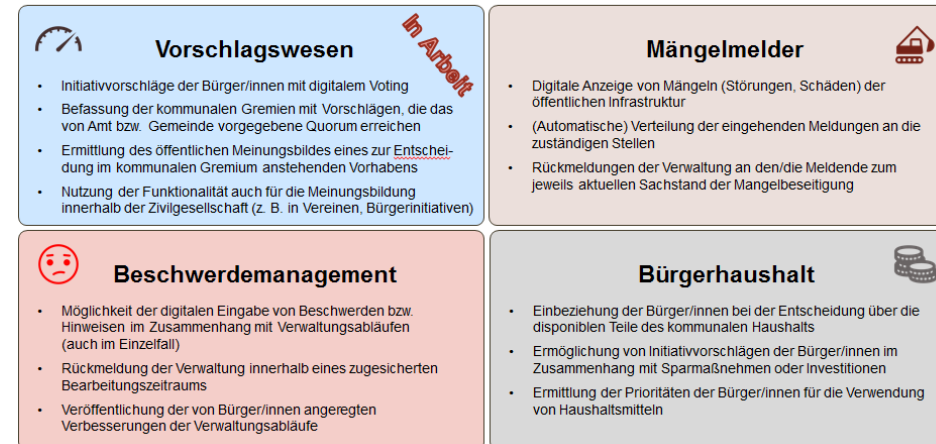 Vorschlagswesen
In Arbeit
• Initiativvorschläge der Bürger/innen mit digitalem Voting
• Befassung der kommunalen Gremien mit Vorschlägen, die das
von Amt bzw. Gemeinde vorgegebene Quorum erreichen
• Ermittlung des öffentlichen Meinungsbildes eines zur Entschei-
dung im kommunalen Gremium anstehenden Vorhabens
• Nutzung der Funktionalität auch für die Meinungsbildung
innerhalb der Zivilgesellschaft (z. B. in Vereinen, Bürgerinitiativen)
Mängelmelder
• Digitale Anzeige von Mängeln (Störungen, Schäden) der
öffentlichen Infrastruktur
• (Automatische) Verteilung der eingehenden Meldungen an die
zuständigen Stellen
• Rückmeldungen der Verwaltung an den/die Meldende zum
jeweils aktuellen Sachstand der Mangelbeseitigung
Beschwerdemanagement
• Möglichkeit der digitalen Eingabe von Beschwerden bzw.
Hinweisen im Zusammenhang mit Verwaltungsabläufen
(auch im Einzelfall)
• Rückmeldung der Verwaltung innerhalb eines zugesicherten
Bearbeitungszeitraums
• Veröffentlichung der von Bürger/innen angeregten
Verbesserungen der Verwaltungsabläufe
Bürgerhaushalt
• Einbeziehung der Bürger/innen bei der Entscheidung über die
disponiblen Teile des kommunalen Haushalts
• Ermöglichung von Initiativvorschlägen der Bürger/innen im
Zusammenhang mit Sparmaßnehmen oder Investitionen
• Ermittlung der Prioritäten der Bürger/innen für die Verwendung
von Haushaltsmitteln